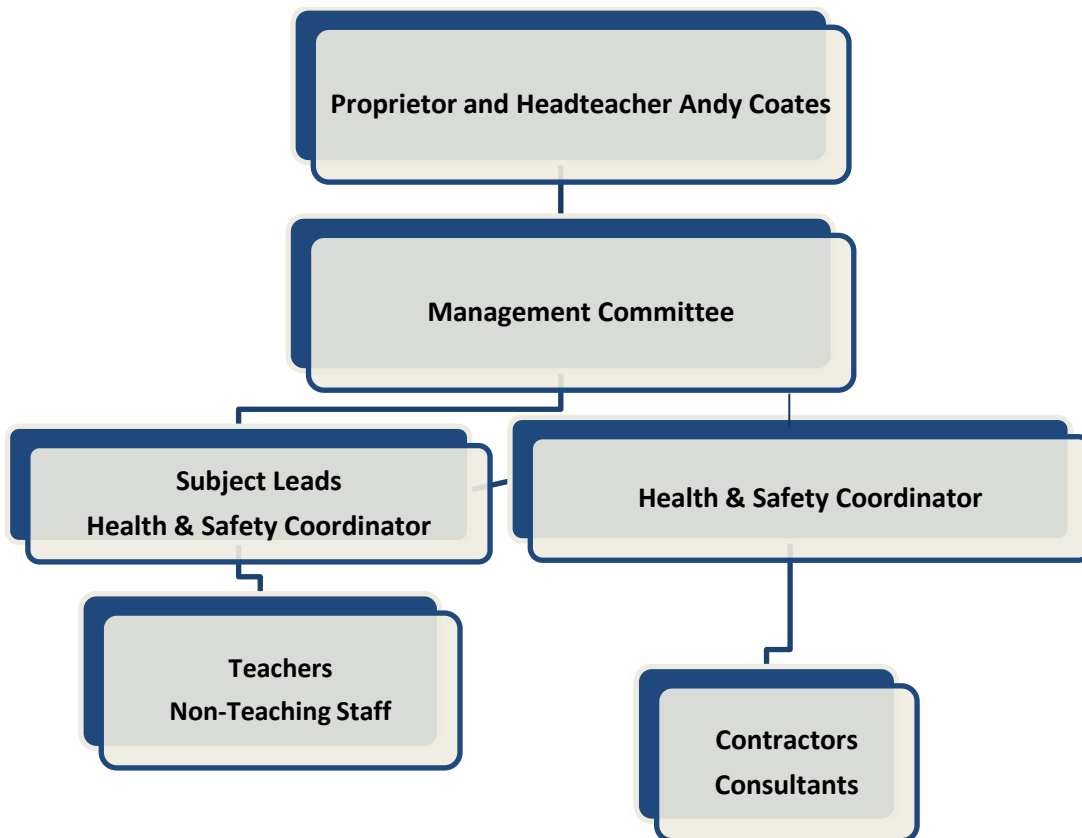 Proprietor and Headteacher Andy Coates
Management Committee
Subject Leads
Health & Safety Coordinator
Health & Safety Coordinator
Teachers
Non-Teaching Staff
Contractors
Consultants